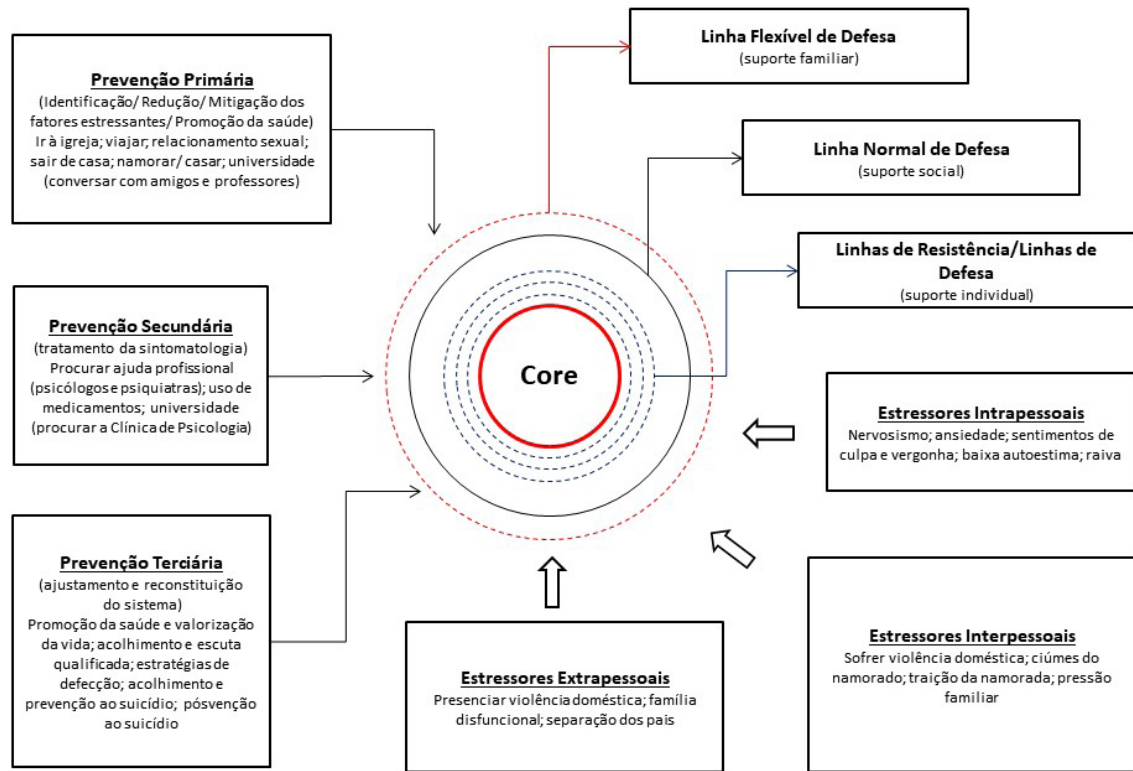 Prevenção Primária
(Identificação/ Redução/ Mitigação dos
fatores estressantes/ Promoção da saúde)
Ir à igreja; viajar; relacionamento sexual;
sair de casa; namorar/ casar; universidade
(conversar com amigos e professores)
Prevenção Secundária
(tratamento da sintomatologia)
Procurar ajuda profissional
(psicólogos e psiquiatras); uso de
medicamentos; universidade
(procurar a Clínica de Psicologia)
Prevenção Terciária
(ajustamento e reconstituição
do sistema)
Promoção da saúde e valorização
da vida; acolhimento e escuta
qualificada; estratégias de
defecção; acolhimento e
prevenção ao suicídio; pósvenção
ao suicídio
Core
Linha Flexível de Defesa
(suporte familiar)
Linha Normal de Defesa
(suporte social)
Linhas de Resistência/Linhas de
Defesa
(suporte individual)
Estressores Intrapessoais
Nervosismo; ansiedade; sentimentos de
culpa e vergonha; baixa autoestima; raiva
Estressores Interpessoais
Sofrer violência doméstica; ciúmes do
namorado; traição da namorada; pressão
familiar
Estressores Extrapessoais
Presenciar violência doméstica; família
disfuncional; separação dos pais